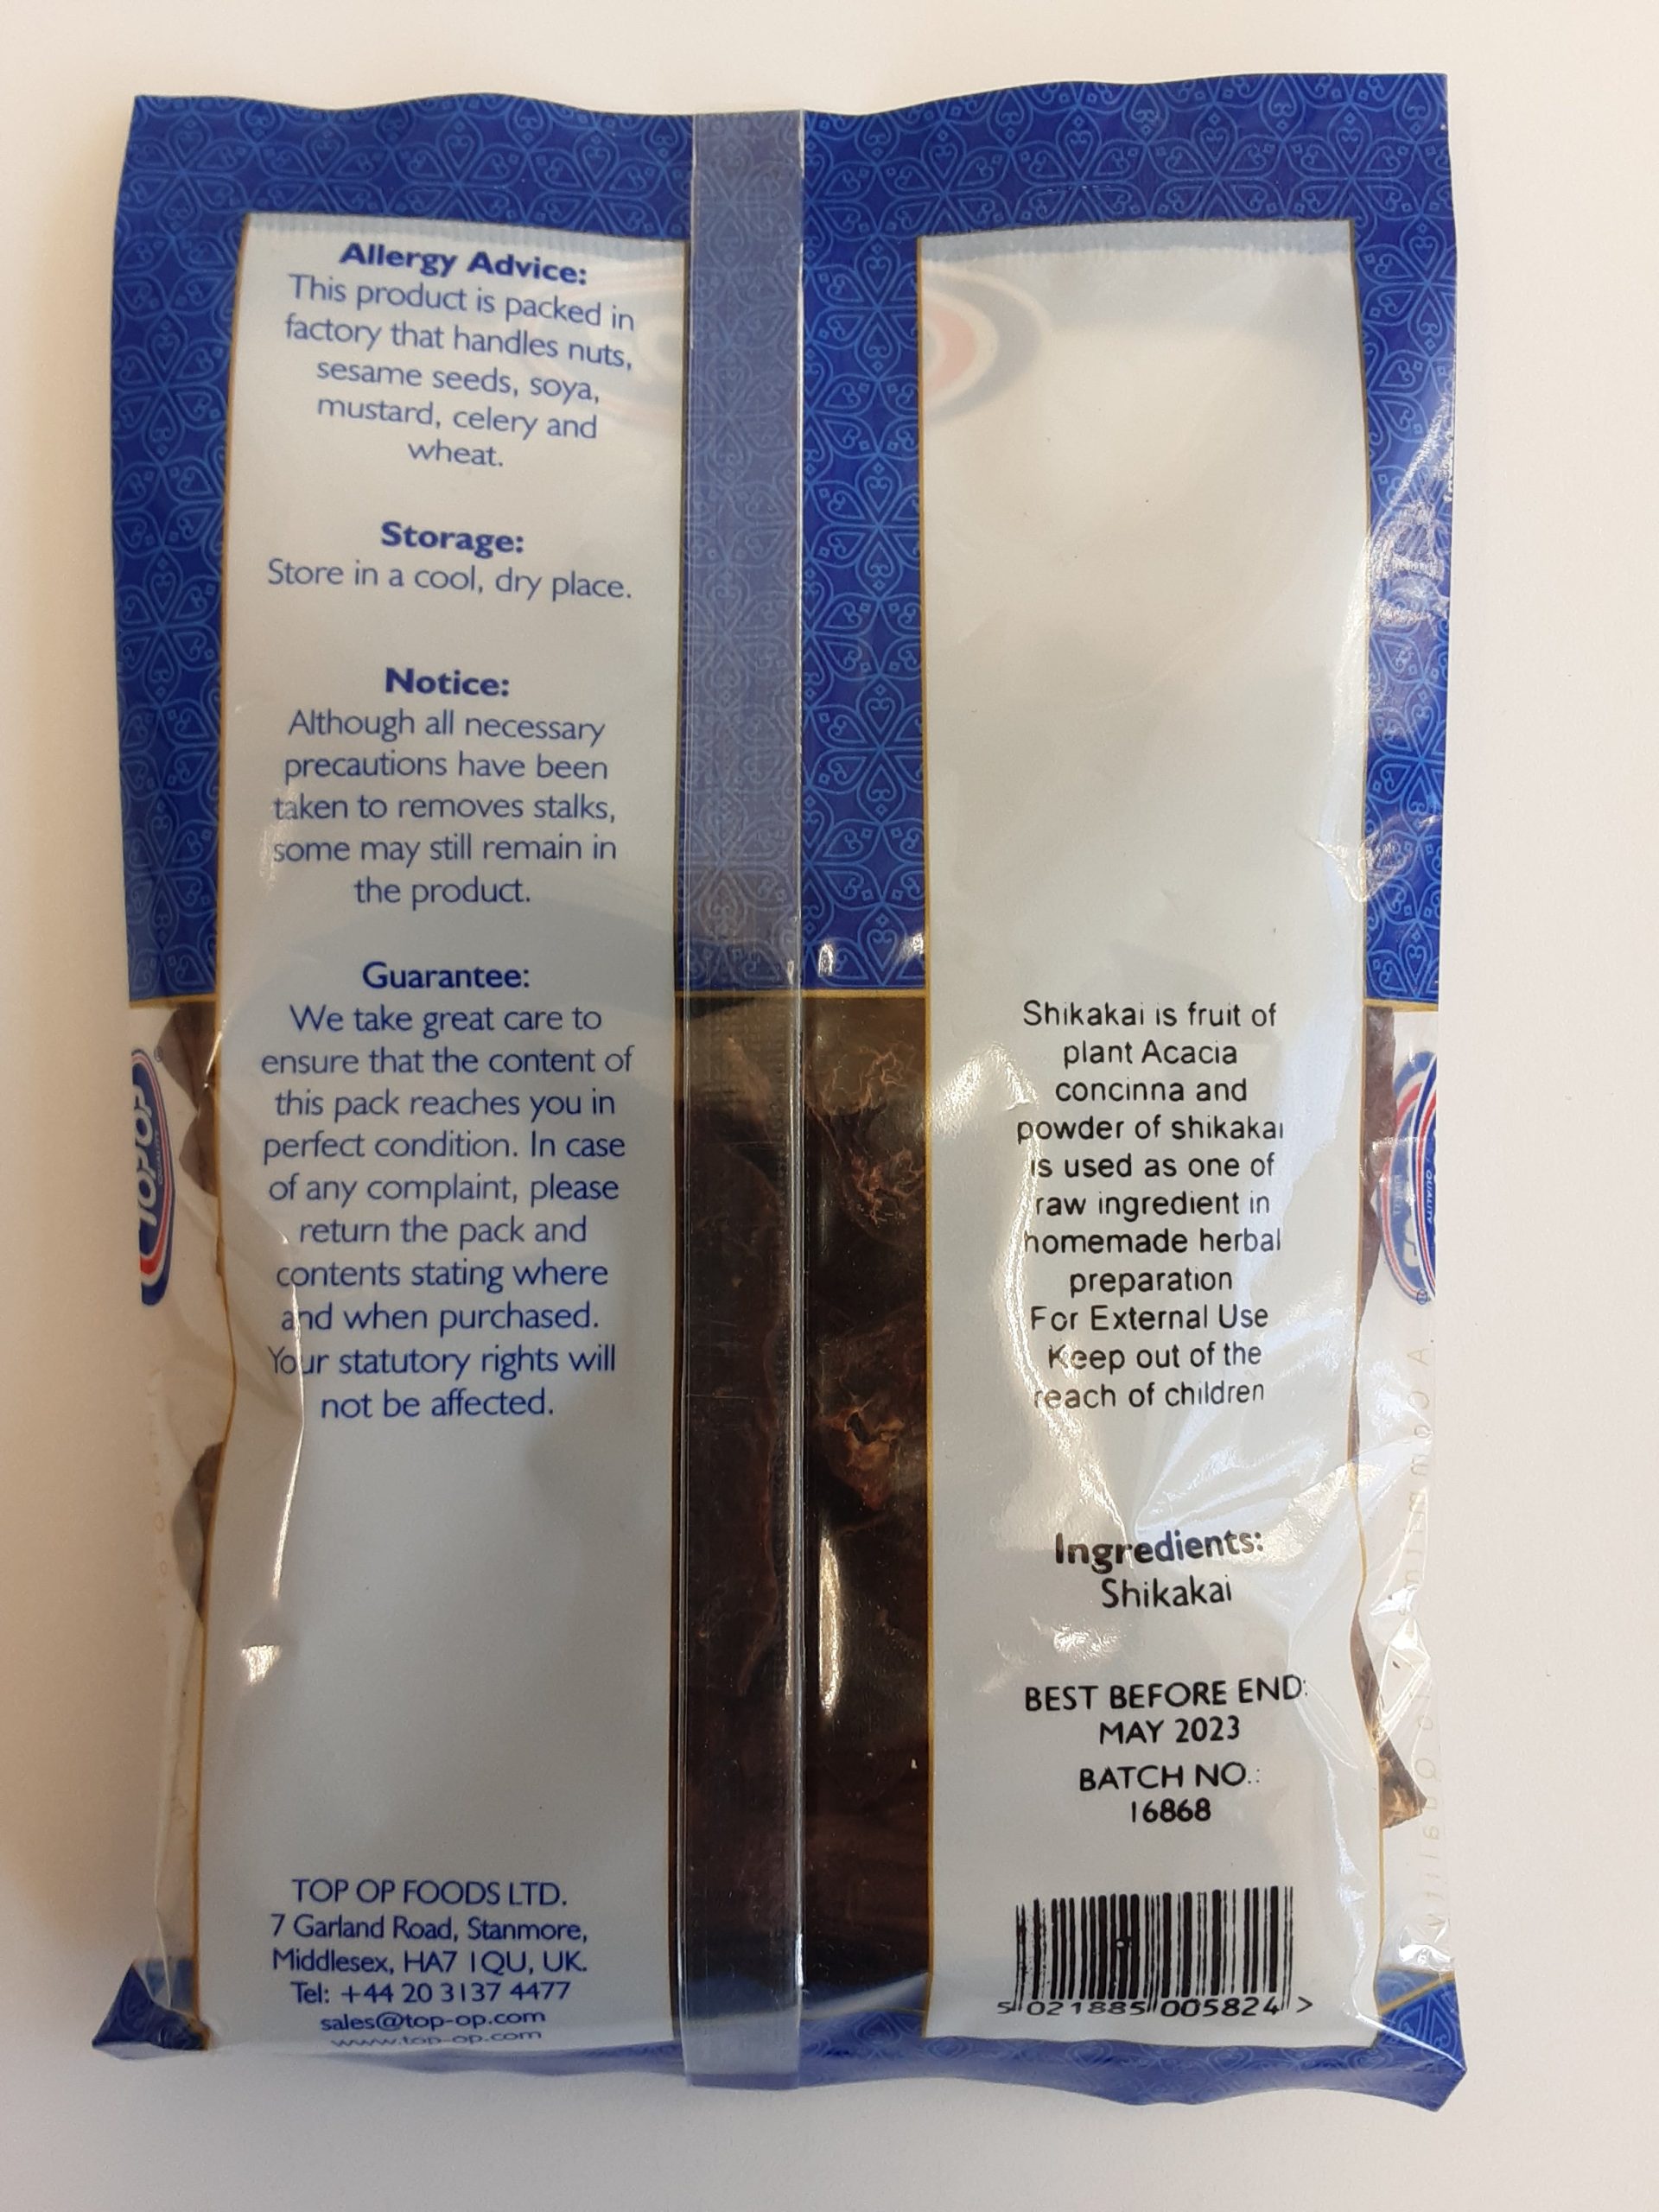 Allergy Advice:
This product is packed in
factory that handles nuts,
sesame seeds, soya,
mustard, celery and
wheat.
Storage:
Store in a cool, dry place.
Notice:
Although all necessary
precautions have been
taken to removes stalks,
some may still remain in
the product.
Guarantee:
We take great care to
ensure that the content of
this pack reaches you in
perfect condition. In case
of any complaint, please
return the pack and
contents stating where
and when purchased.
Your statutory rights will
not be affected.
TOP OP FOODS LTD.
7 Garland Road, Stanmore,
Middlesex, HA7 1QU, UK.
Tel: +44 20 3137 4477
sales@top-op.com
www.top-op.com
TOPOP
QUALITY
Shikakai is fruit of
plant Acacia
concinna and
powder of shikakai
is used as one of
raw ingredient in
homemade herbal
preparation
For External Use
Keep out of the
reach of children
Ingredients:
Shikakai
BEST BEFORE END:
MAY 2023
BATCH NO.:
16868
5 021885 005824 >
QUALITY